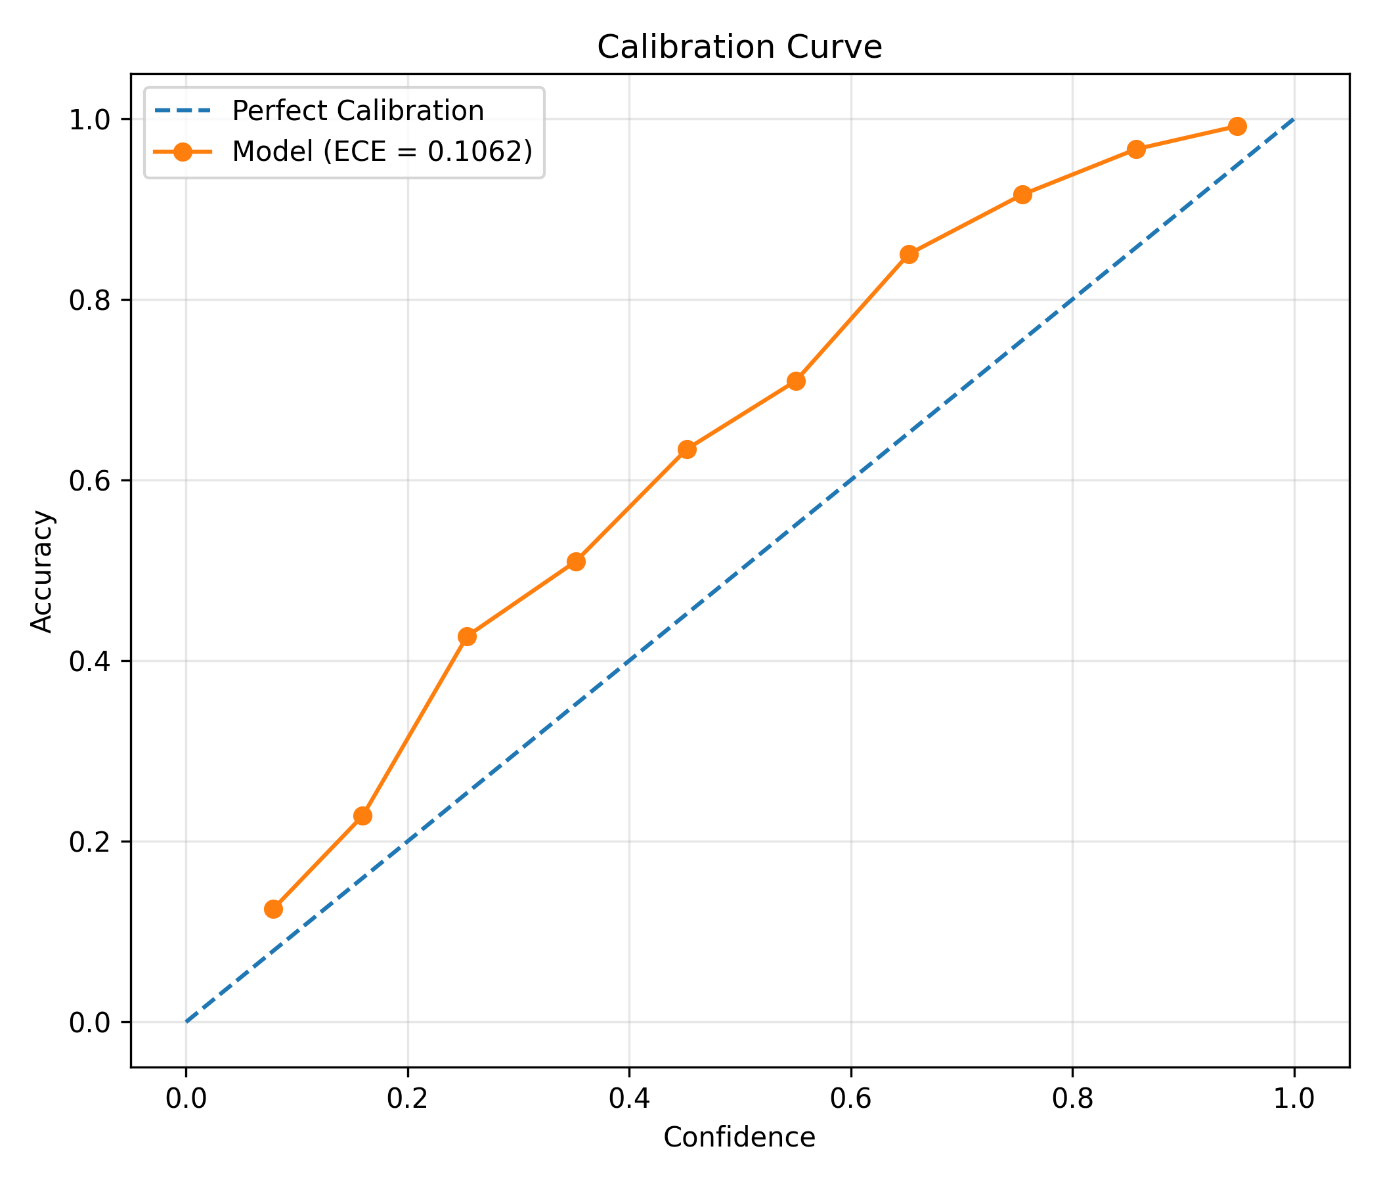 Calibration Curve
Perfect Calibration
Model (ECE = 0.1062)
1.0
0.8
0.6
0.4
0.2
0.0
Accuracy
0.0 0.2 0.4 0.6 0.8 1.0
Confidence